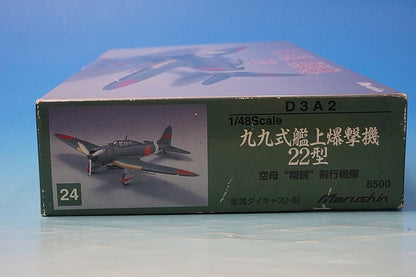 D3A2
1/48Scale
九九式艦上爆撃機
22型
空母“翔鶴”飛行機隊
24
8500
金属ダイキャスト製
Marushin